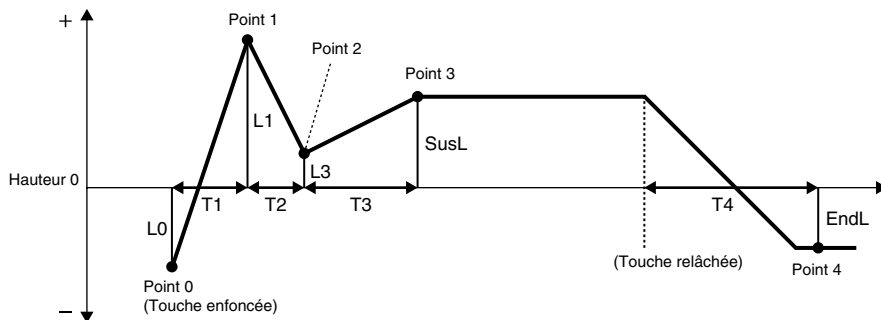 +
Point 1
Point 2
Point 3
L1
SusL
L3
Hauteur 0
T1
T2
T3
T4
L0
EndL
Point 0
(Touche enfoncée)
(Touche relâchée)
Point 4
−